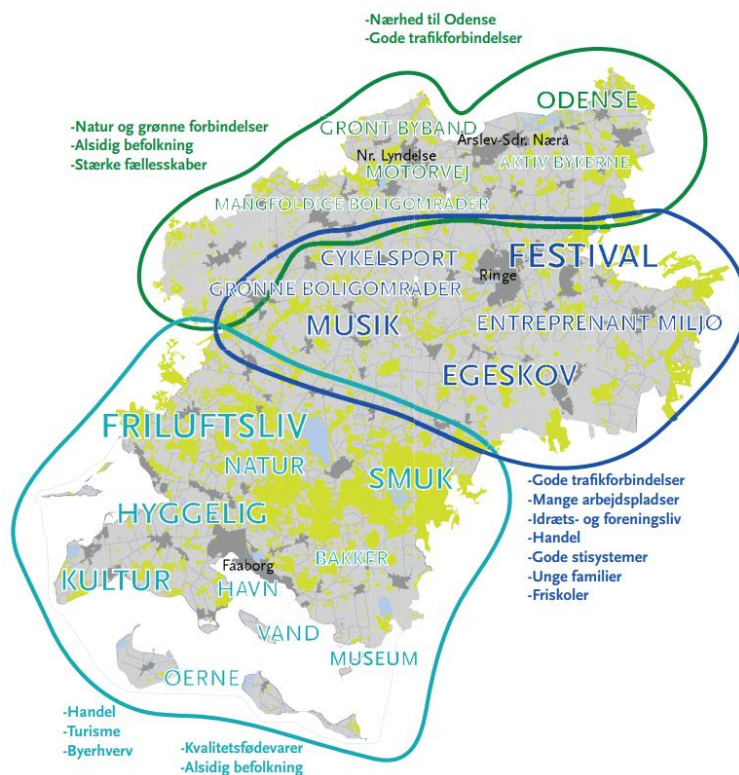 -Nærhed til Odense
-Gode trafikforbindelser
-Natur og grønne forbindelser
-Alsidig befolkning
-Stærke fællesskaber
ODENSE
GRØNT BYBAND
Nr. Lyndelse
Årslev-Sdr. Nærå
MOTORVEJ
AKTIV BYKERNE
MANGFOLDIGE BOLIGOMRÅDER
CYKELSPORT
FESTIVAL
Ringe
GRØNNE BOLIGOMRÅDER
MUSIK
ENTREPRENANT MILJØ
EGESKOV
FRILUFTSLIV
NATUR
SMUK
HYGGELIG
BAKKER
Faaborg
KULTUR
HAVN
VAND
MUSEUM
ØERNE
-Gode trafikforbindelser
-Mange arbejdspladser
-Idræts- og foreningsliv
-Handel
-Gode stisystemer
-Unge familier
-Friskoler
-Handel
-Turisme
-Byerhverv
-Kvalitetsfødevarer
-Alsidig befolkning